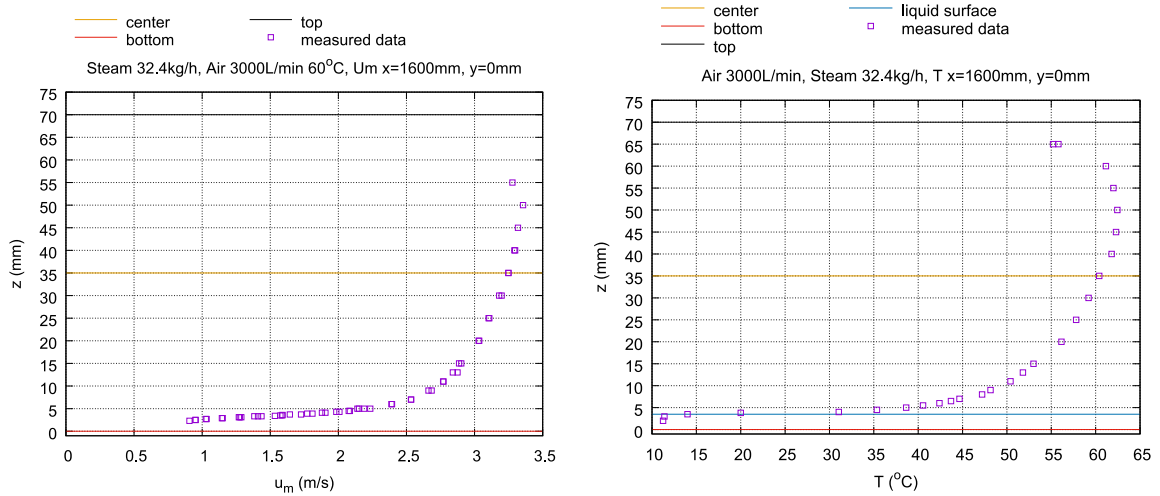 center
top
bottom
measured data
Steam 32.4kg/h, Air 3000L/min 60°C, Um x=1600mm, y=0mm
75
70
65
60
55
50
45
40
35
30
25
20
15
10
5
0
z (mm)
0 0.5 1 1.5 2 2.5 3 3.5
u_m (m/s)
center
liquid surface
bottom
measured data
top
Air 3000L/min, Steam 32.4kg/h, T x=1600mm, y=0mm
75
70
65
60
55
50
45
40
35
30
25
20
15
10
5
0
z (mm)
10 15 20 25 30 35 40 45 50 55 60 65
T (°C)